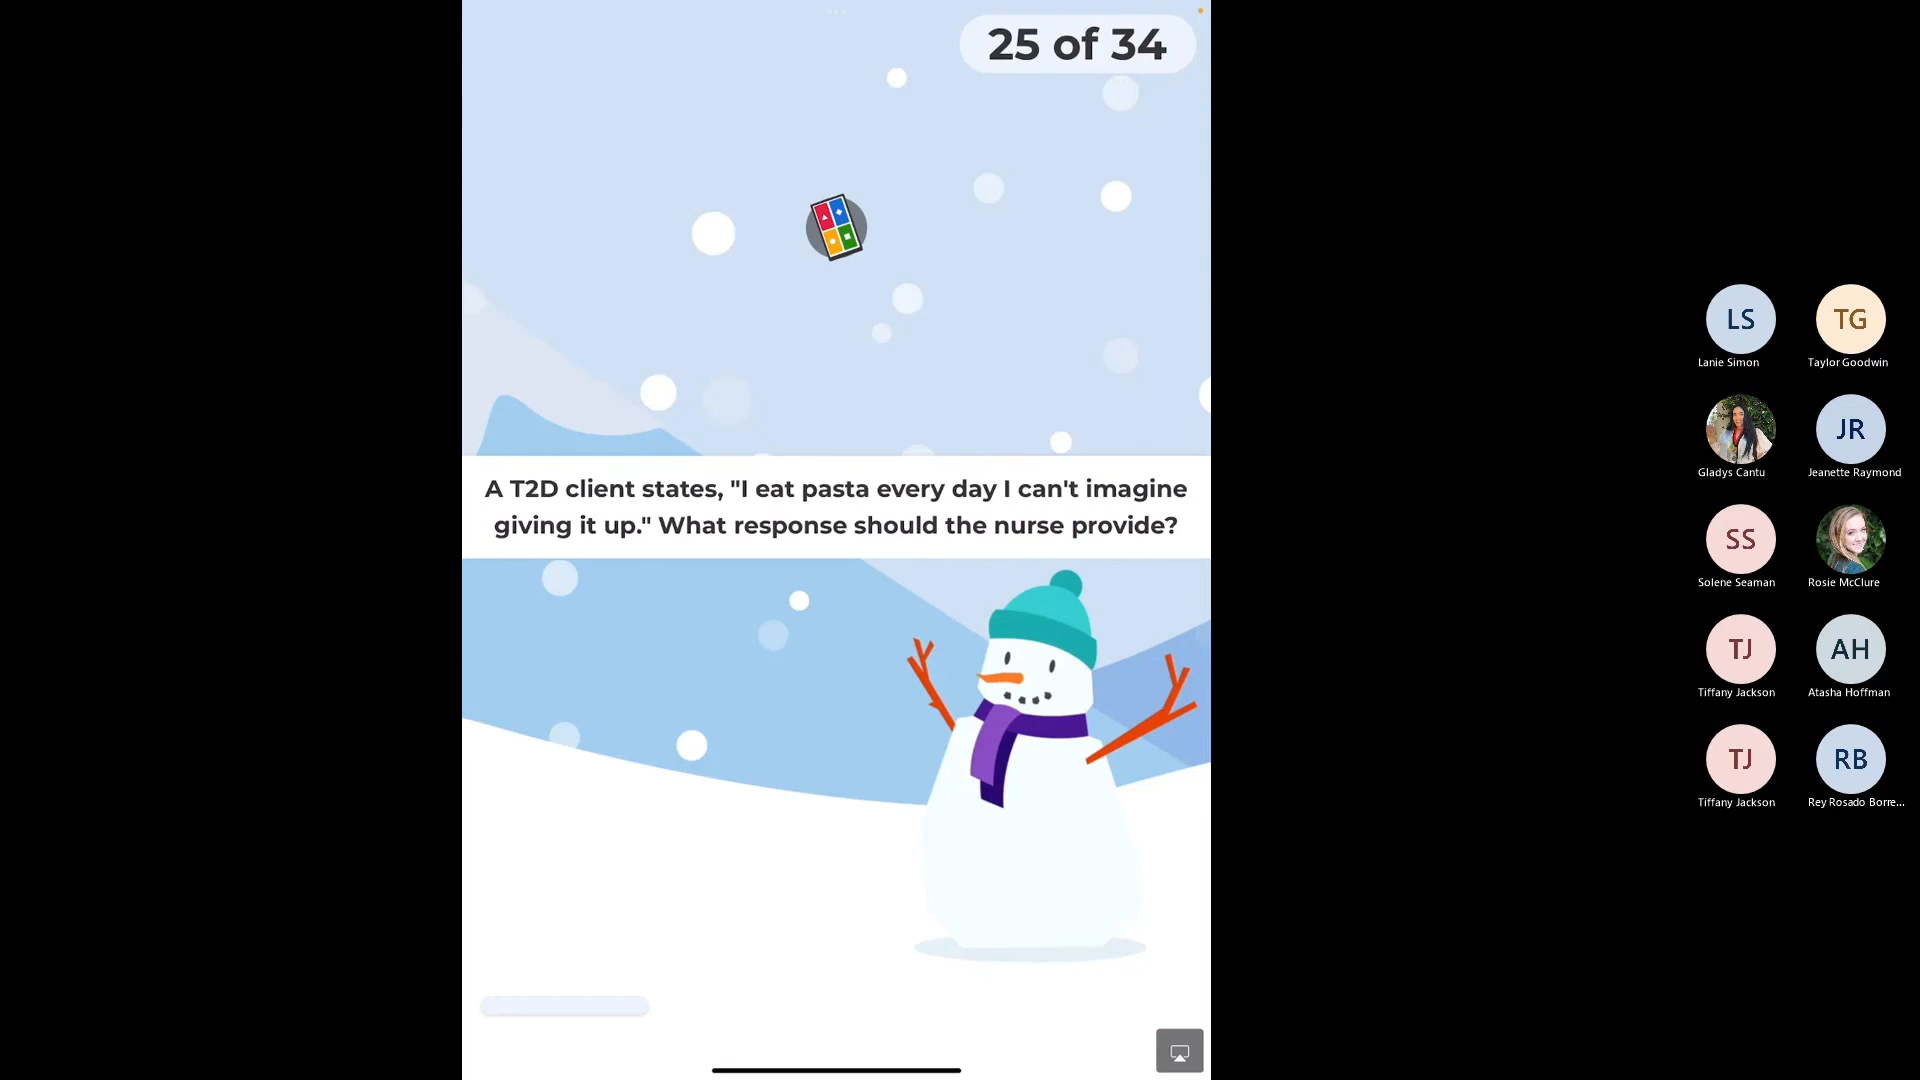 25 of 34
A T2D client states, "I eat pasta every day I can't imagine
giving it up." What response should the nurse provide?
LS
TG
Lanie Simon
Taylor Goodwin
JR
Gladys Cantu
Jeanette Raymond
SS
Solene Seaman
Rosie McClure
TJ
AH
Tiffany Jackson
Atasha Hoffman
TJ
RB
Tiffany Jackson
Rey Rosado Borre...